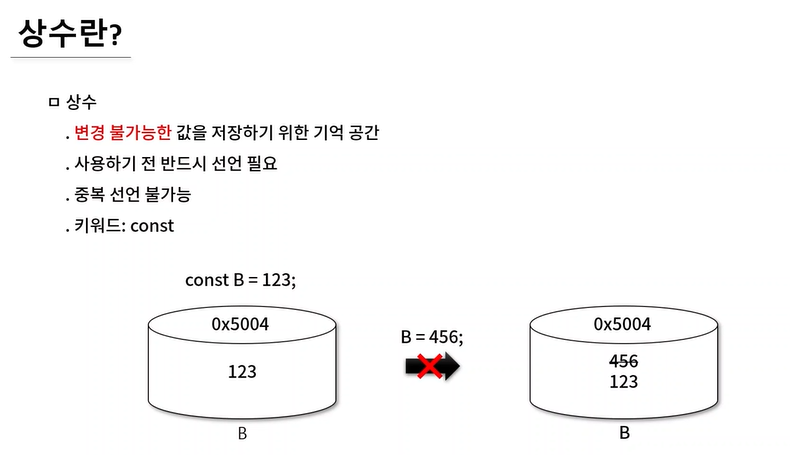 상수란?
ㅁ 상수
. 변경 불가능한 값을 저장하기 위한 기억 공간
. 사용하기 전 반드시 선언 필요
. 중복 선언 불가능
. 키워드: const
const B = 123;
0x5004
123
B
B = 456;
0x5004
456
123
B